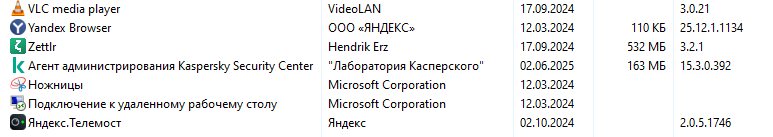 VLC media player VideoLAN 17.09.2024 3.0.21
Yandex Browser ООО «ЯНДЕКС» 12.03.2024 110 КБ 25.12.1.1134
Zettlr Hendrik Erz 17.09.2024 532 МБ 3.2.1
Агент администрирования Kaspersky Security Center "Лаборатория Касперского" 02.06.2025 163 МБ 15.3.0.392
Ножницы Microsoft Corporation 12.03.2024
Подключение к удаленному рабочему столу Microsoft Corporation 12.03.2024
Яндекс.Телемост Яндекс 02.10.2024 2.0.5.1746